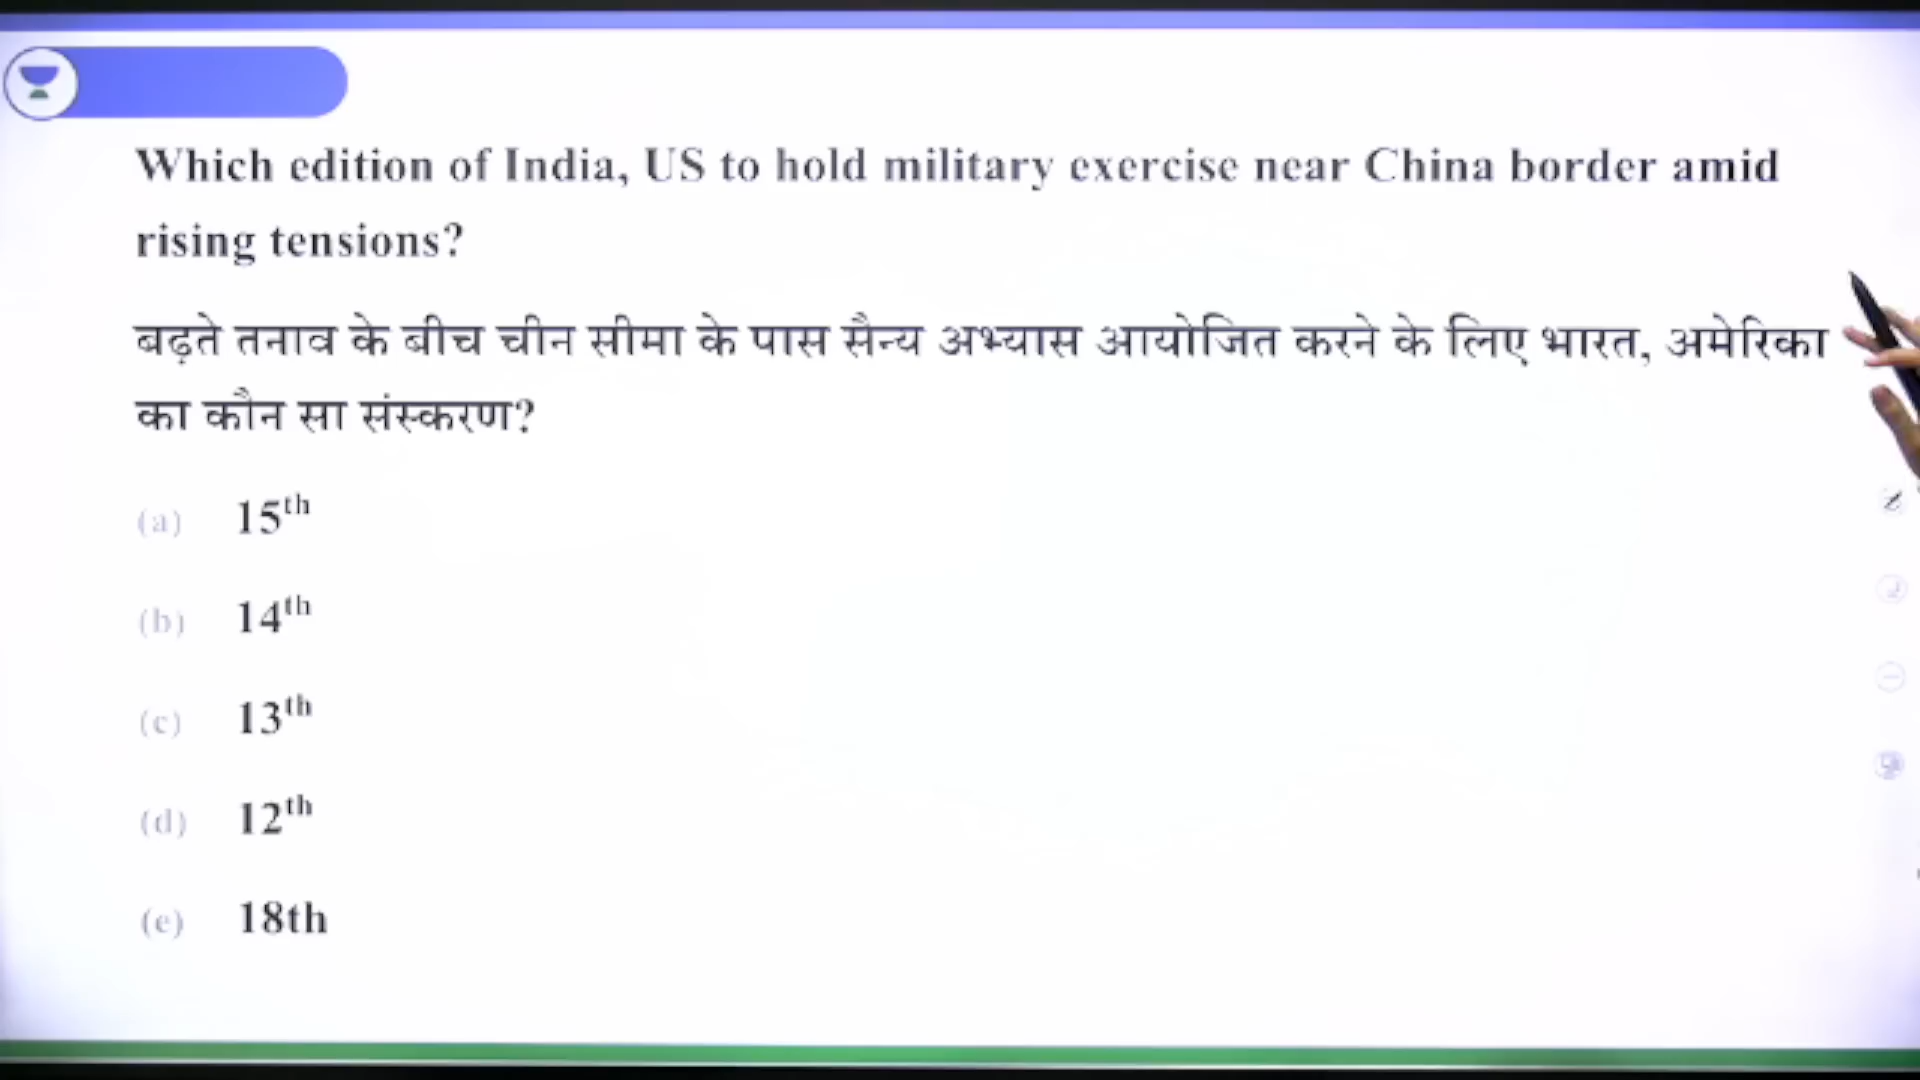 Which edition of India, US to hold military exercise near China border amid
rising tensions?
बढ़ते तनाव के बीच चीन सीमा के पास सैन्य अभ्यास आयोजित करने के लिए भारत, अमेरिका
का कौन सा संस्करण?
(a) 15th
(b) 14th
(c) 13th
(d) 12th
(e) 18th